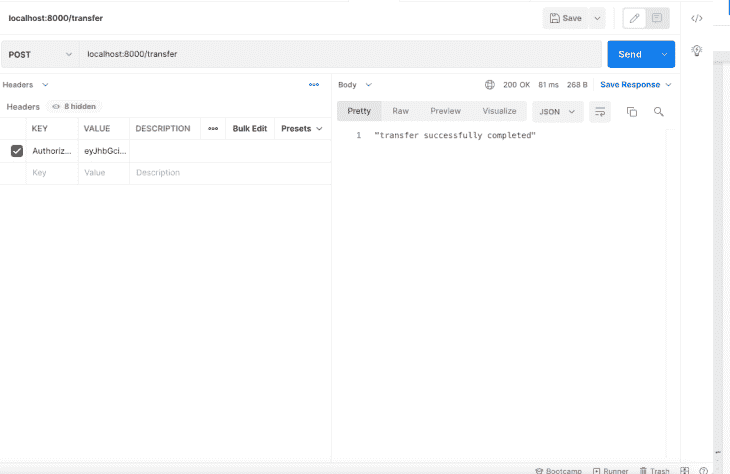 localhost:8000/transfer
Save
POST
localhost:8000/transfer
Send
Headers
Body
200 OK 81 ms 268 B Save Response
Headers 8 hidden
Pretty Raw Preview Visualize JSON
KEY VALUE DESCRIPTION Bulk Edit Presets
1 "transfer successfully completed"
Authoriz... eyJhbGci...
Key Value Description
Bootcamp Runner Trash